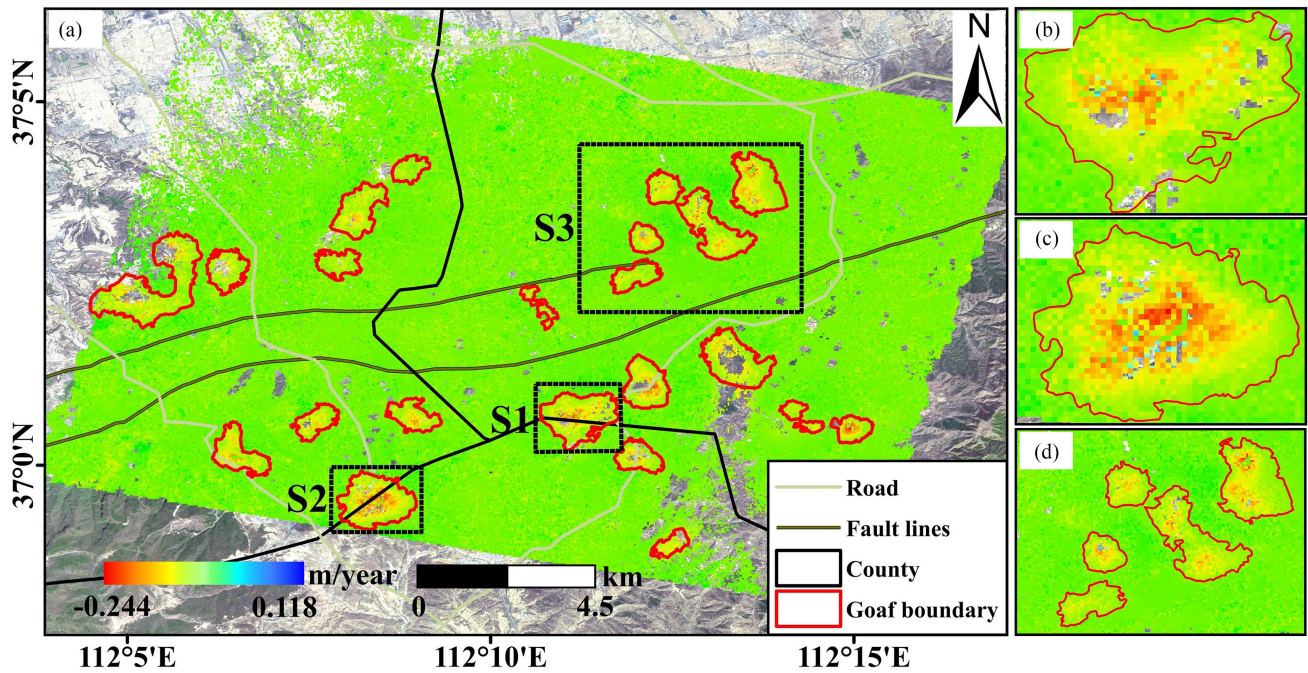 (a)
N
37°5'N
37°0'N
S3
S1
S2
Road
Fault lines
County
Goaf boundary
m/year
-0.244
0.118
km
0
4.5
112°5'E
112°10'E
112°15'E
(b)
(c)
(d)